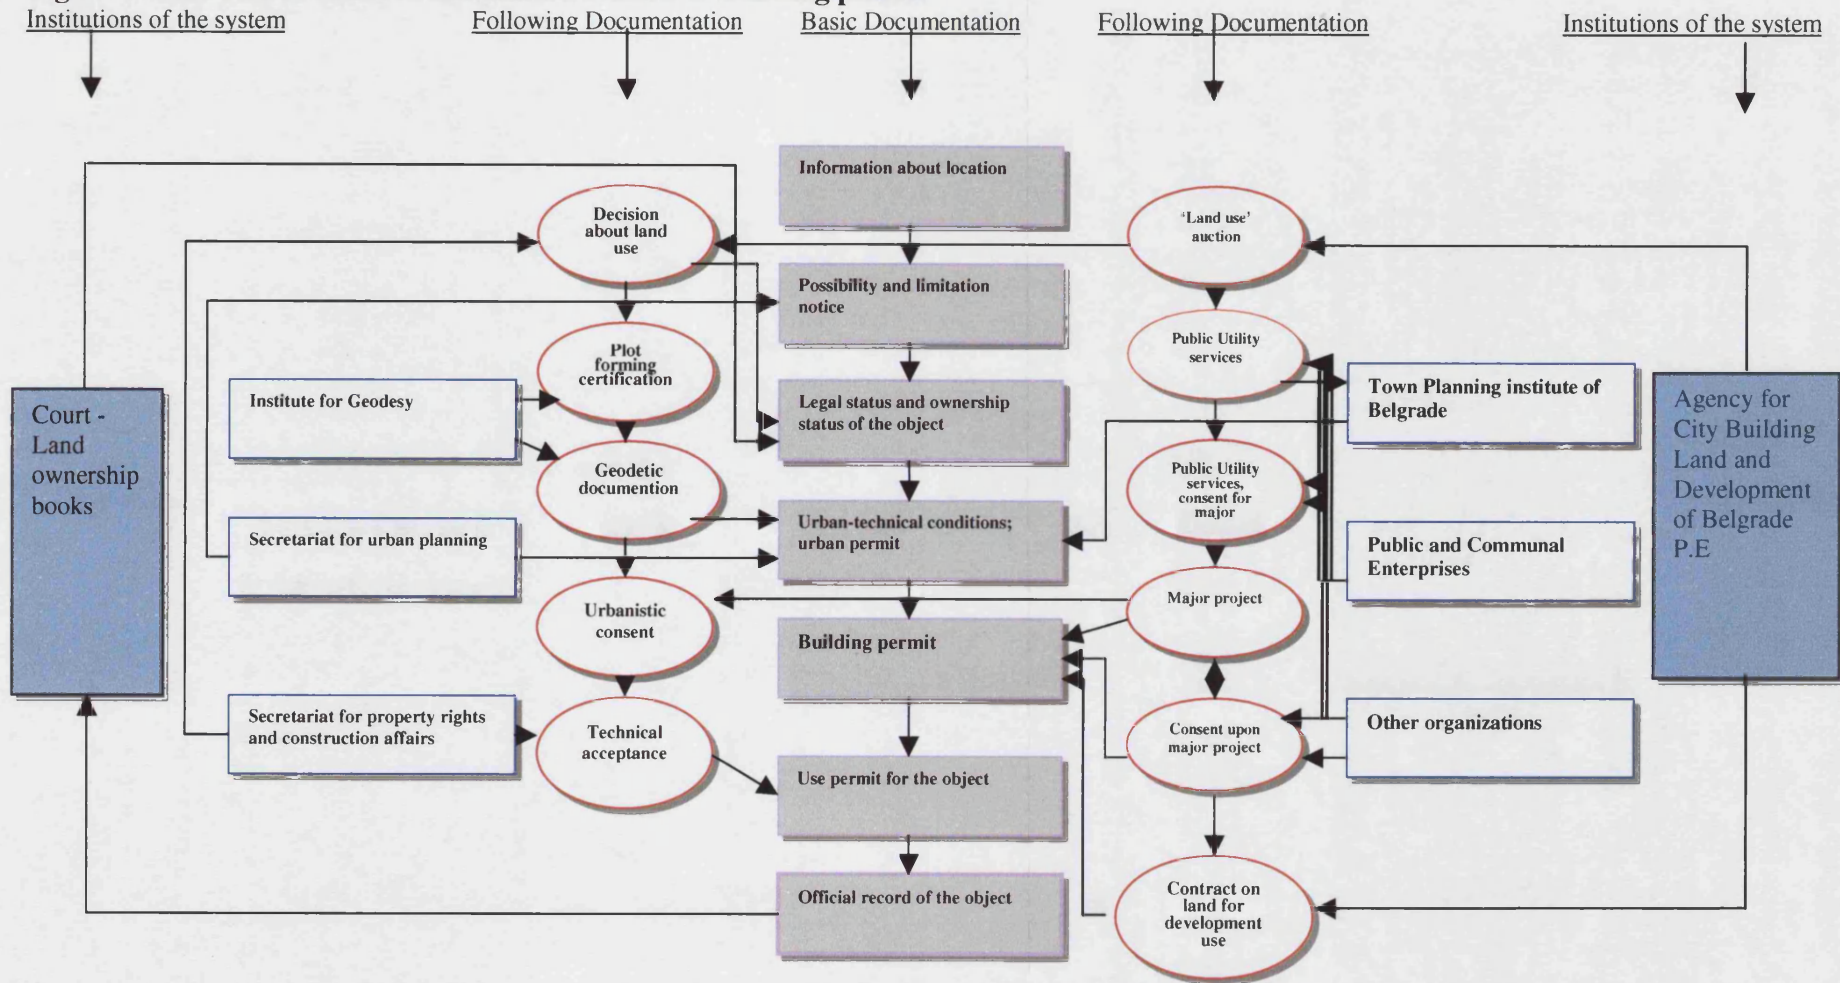 Institutions of the system
Following Documentation
Basic Documentation
Following Documentation
Institutions of the system
Information about location
Decision
about land
use
'Land use'
auction
Possibility and limitation
notice
Plot
forming
certification
Public Utility
services
Court -
Land
ownership
books
Institute for Geodesy
Legal status and ownership
status of the object
Town Planning institute of
Belgrade
Agency for
City Building
Land and
Development
of Belgrade
P.E
Geodetic
documention
Public Utility
services,
consent for
major
Secretariat for urban planning
Urban-technical conditions;
urban permit
Public and Communal
Enterprises
Urbanistic
consent
Major project
Building permit
Secretariat for property rights
and construction affairs
Technical
acceptance
Consent upon
major project
Other organizations
Use permit for the object
Official record of the object
Contract on
land for
development
use